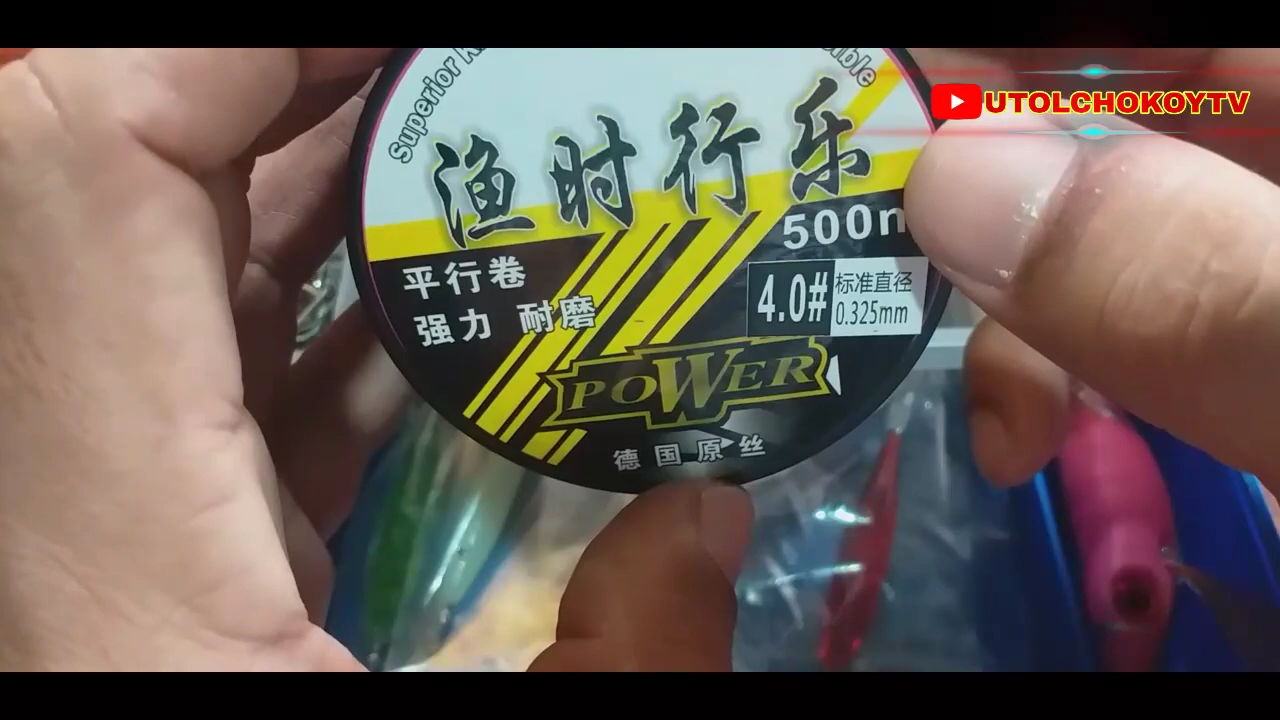 UTOLCHOKOYTV
Superior
渔时行乐
500m
平行卷
强力 耐磨
4.0# 标准直径
0.325mm
POWER
德国原丝